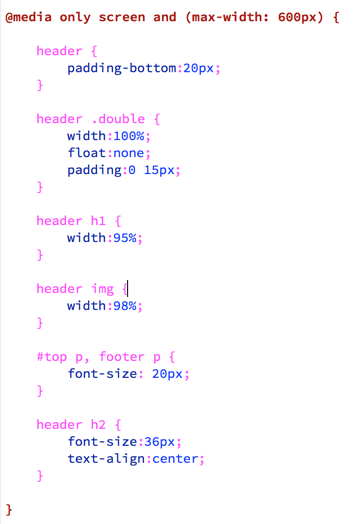 @media only screen and (max-width: 600px) {
header {
padding-bottom:20px;
}
header .double {
width:100%;
float:none;
padding:0 15px;
}
header h1 {
width:95%;
}
header img {
width:98%;
}
#top p, footer p {
font-size: 20px;
}
header h2 {
font-size:36px;
text-align:center;
}
}